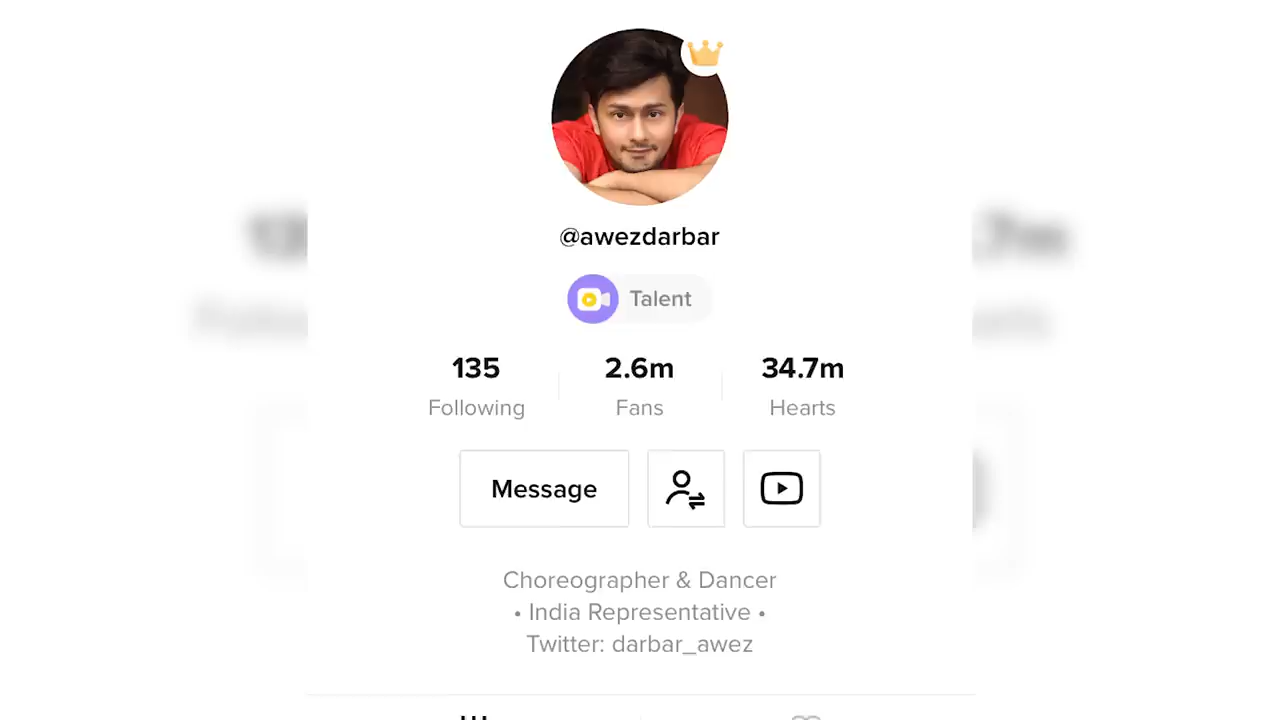 @awezdarbar
Talent
135 2.6m 34.7m
Following Fans Hearts
Message
Choreographer & Dancer
• India Representative •
Twitter: darbar_awez